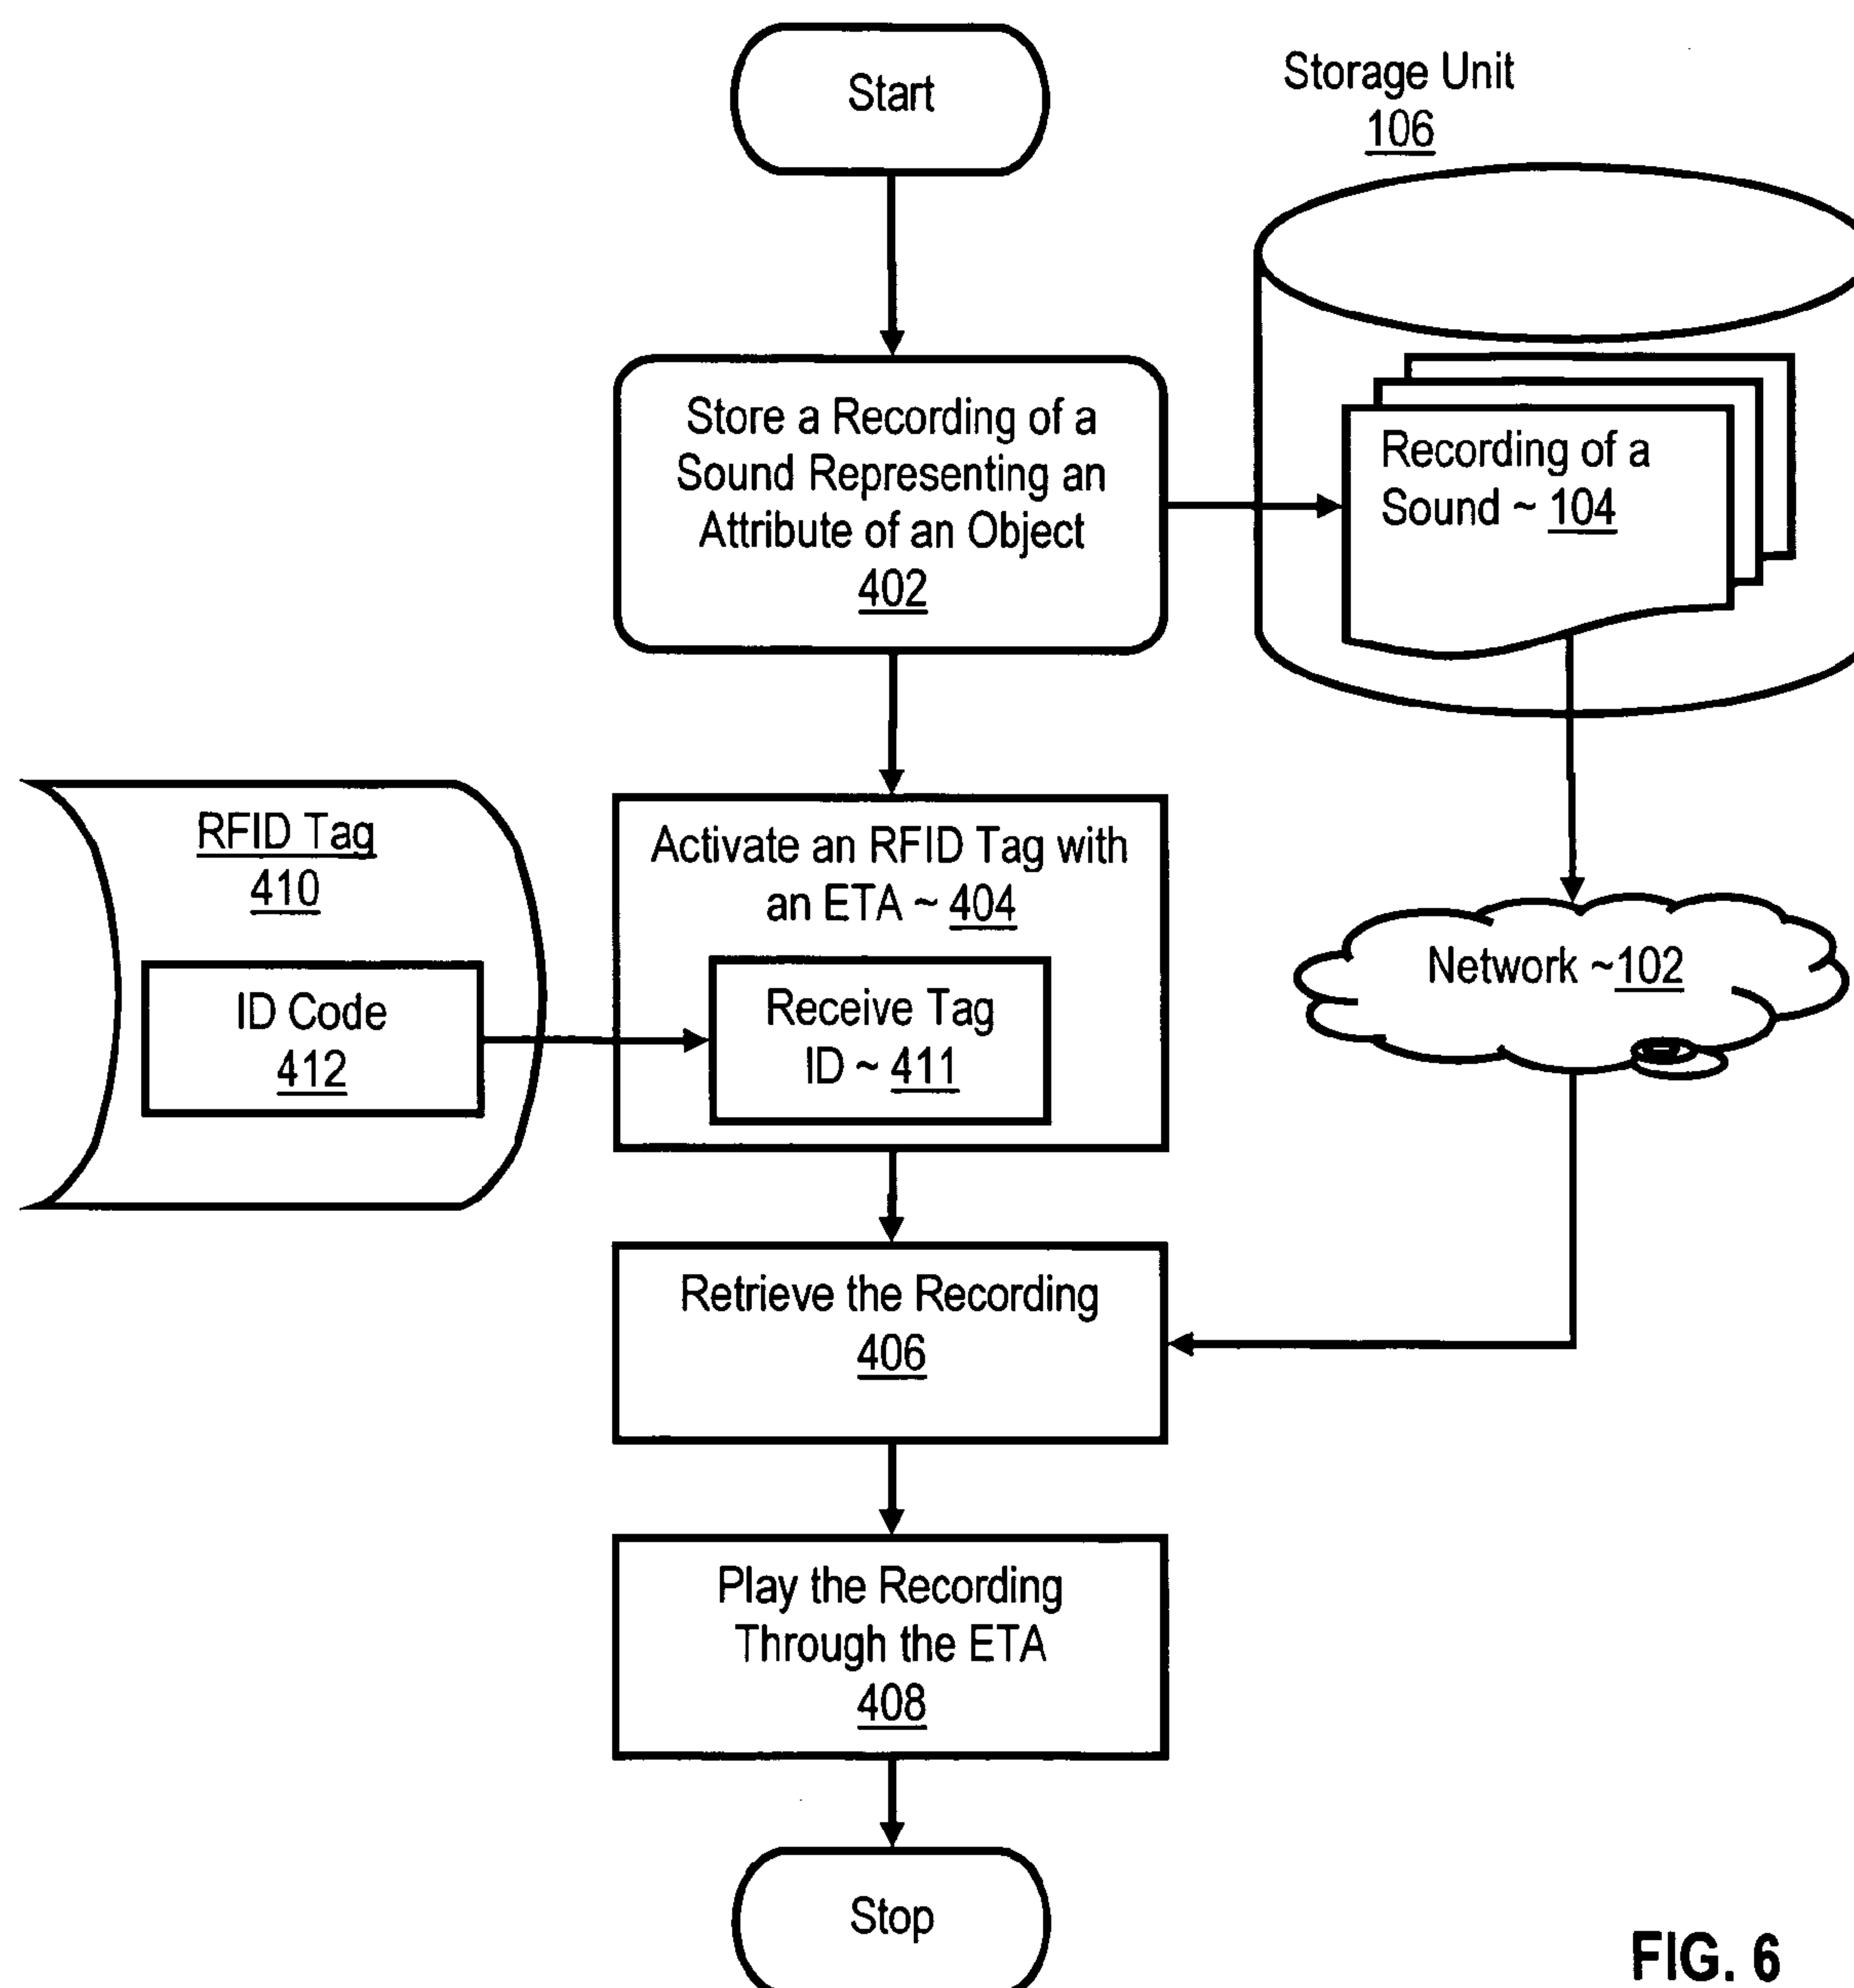 Start
Storage Unit
106
Store a Recording of a
Sound Representing an
Attribute of an Object
402
Recording of a
Sound ~ 104
RFID Tag
410
ID Code
412
Activate an RFID Tag with
an ETA ~ 404
Receive Tag
ID ~ 411
Network ~102
Retrieve the Recording
406
Play the Recording
Through the ETA
408
Stop
FIG. 6